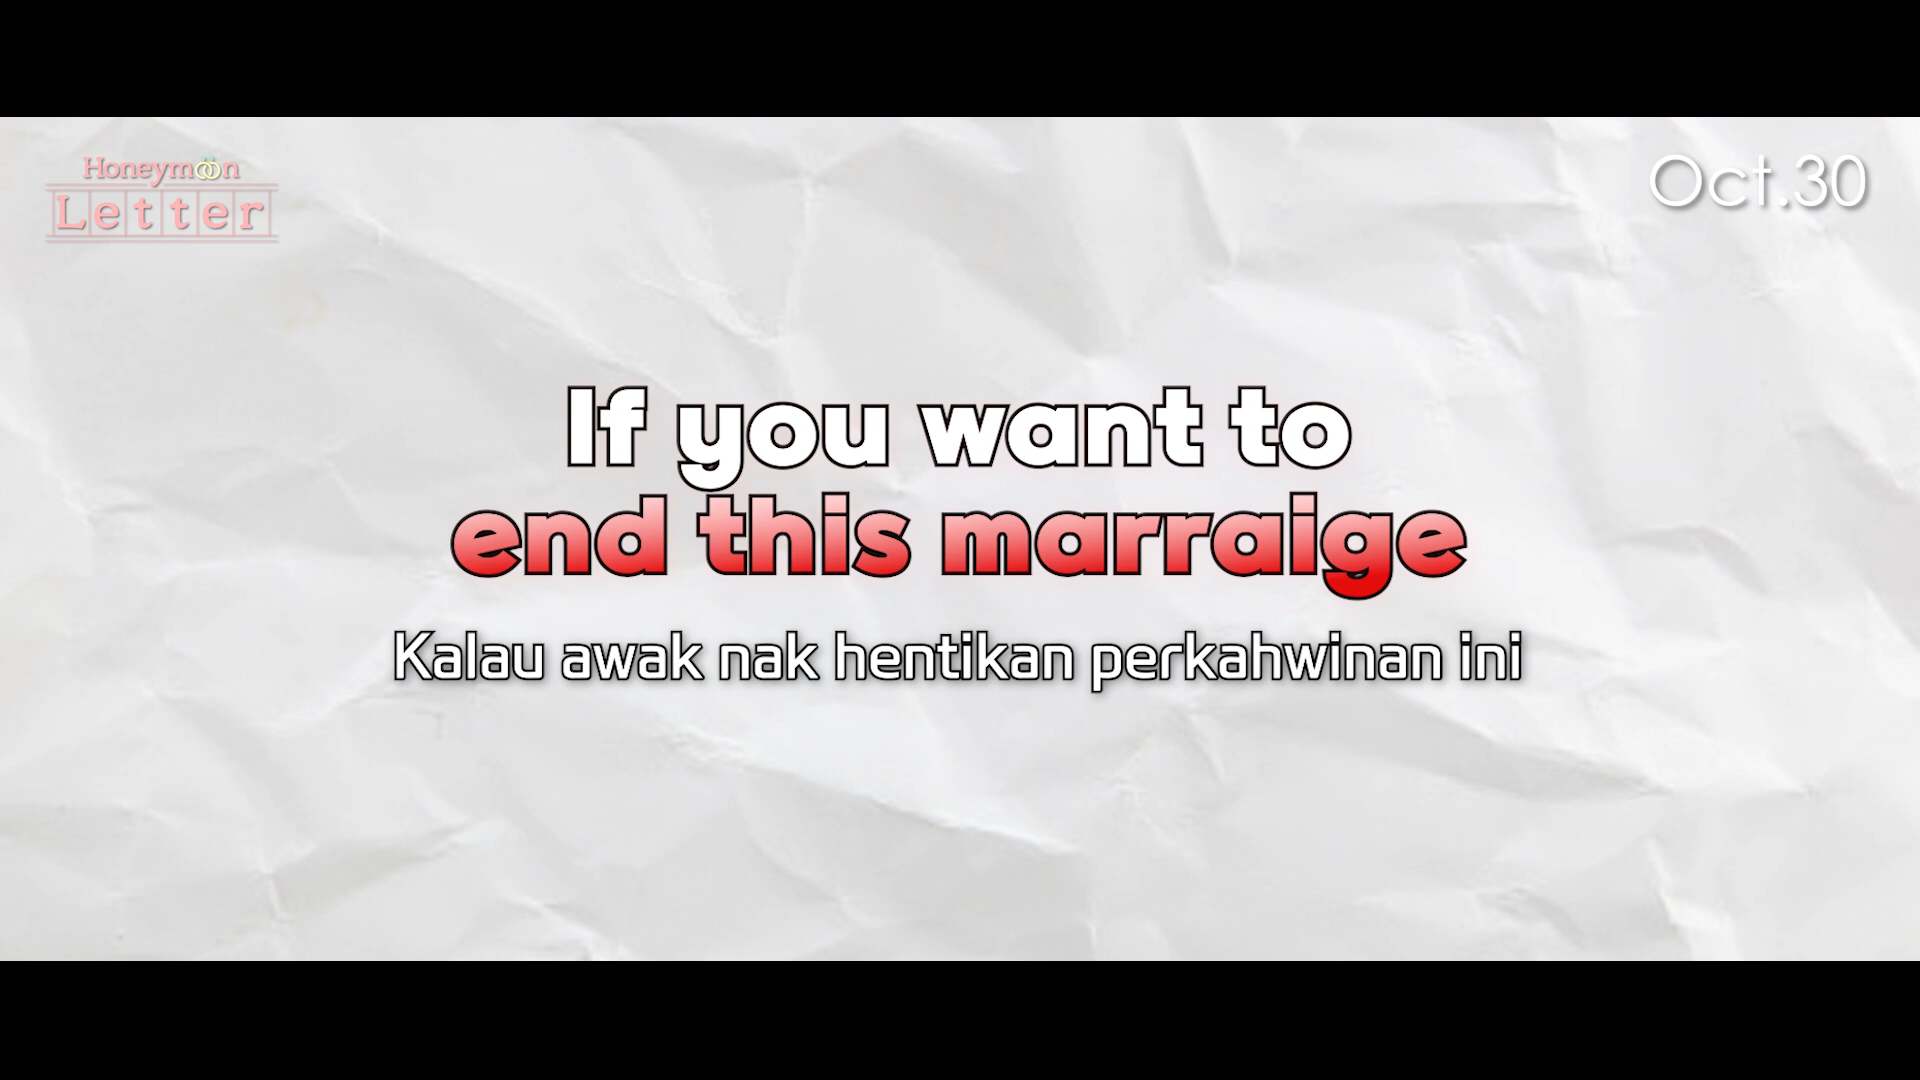 Honeymoon
Letter
Oct.30
If you want to
end this marraige
Kalau awak nak hentikan perkahwinan ini